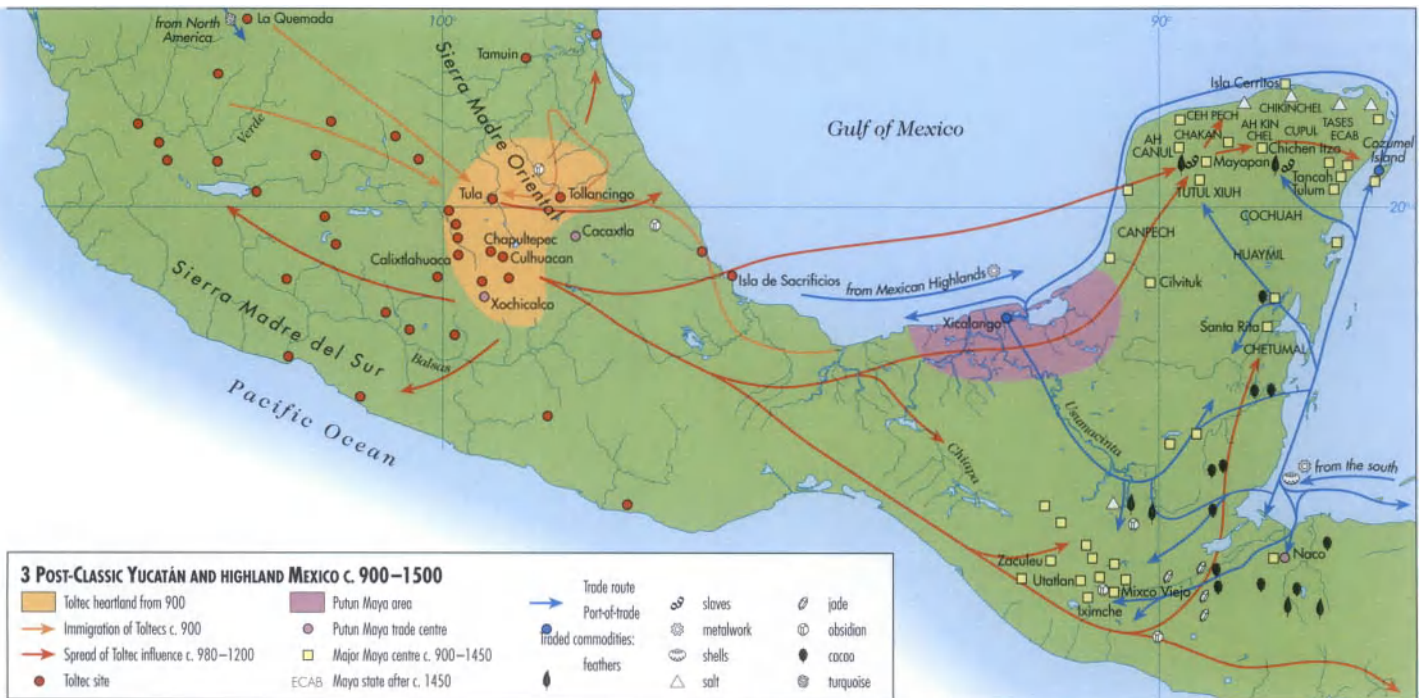 100°
90°
20°
from North
America
La Quemada
Tamuin
Sierra Madre Oriental
Verde
Tula
Tollancingo
Cacaxtla
Chapultepec
Culhuacan
Calixtlahuaca
Xochicalco
Sierra Madre del Sur
Balsas
Pacific Ocean
Gulf of Mexico
Isla de Sacrificios
from Mexican Highlands
Xicalango
Usumacinta
Chiapa
Isla Cerritos
CHIKINCHEL
CEH PECH
TASES
AH KIN
CHEL
CUPUL
ECAB
CHAKAN
AH
CANUL
Chichen Itza
Cozumel
Island
Mayapan
Tancah
Tulum
TUTUL XIUH
COCHUAH
CANPECH
HUAYMIL
Cilvituk
Santa Rita
CHETUMAL
from the south
Naco
Zaculeu
Utatlan
Mixco Viejo
Iximche
3 POST-CLASSIC YUCATÁN AND HIGHLAND MEXICO C. 900–1500
Toltec heartland from 900
Immigration of Toltecs c. 900
Spread of Toltec influence c. 980–1200
Toltec site
Putun Maya area
Putun Maya trade centre
Major Maya centre c. 900–1450
ECAB Maya state after c. 1450
Trade route
Port-of-trade
Traded commodities:
feathers
slaves
metalwork
shells
salt
jade
obsidian
cacao
turquoise